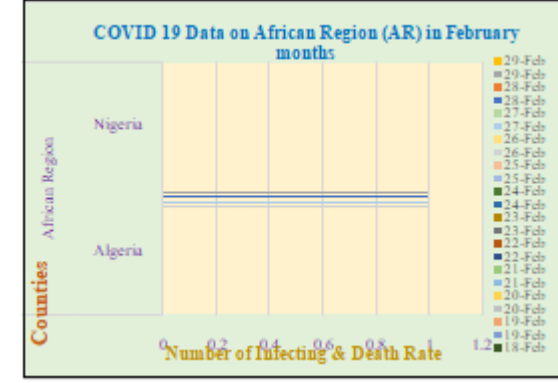 COVID 19 Data on African Region (AR) in February
months
Nigeria
Algeria
African Region
Counties
0 0.2 0.4 0.6 0.8 1 1.2
Number of Infecting & Death Rate
29-Feb
29-Feb
28-Feb
28-Feb
27-Feb
27-Feb
26-Feb
26-Feb
25-Feb
25-Feb
24-Feb
24-Feb
23-Feb
23-Feb
22-Feb
22-Feb
21-Feb
21-Feb
20-Feb
20-Feb
19-Feb
19-Feb
18-Feb